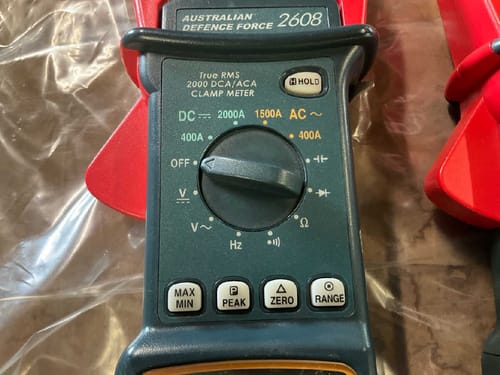 AUSTRALIAN
DEFENCE FORCE 2608
True RMS
2000 DCA/ACA
CLAMP METER
H HOLD
DC ⎓ 2000A 1500A AC ~
400A 400A
OFF
V
⎓
V~
Hz
Ω
MAX
MIN
P
PEAK
△
ZERO
RANGE